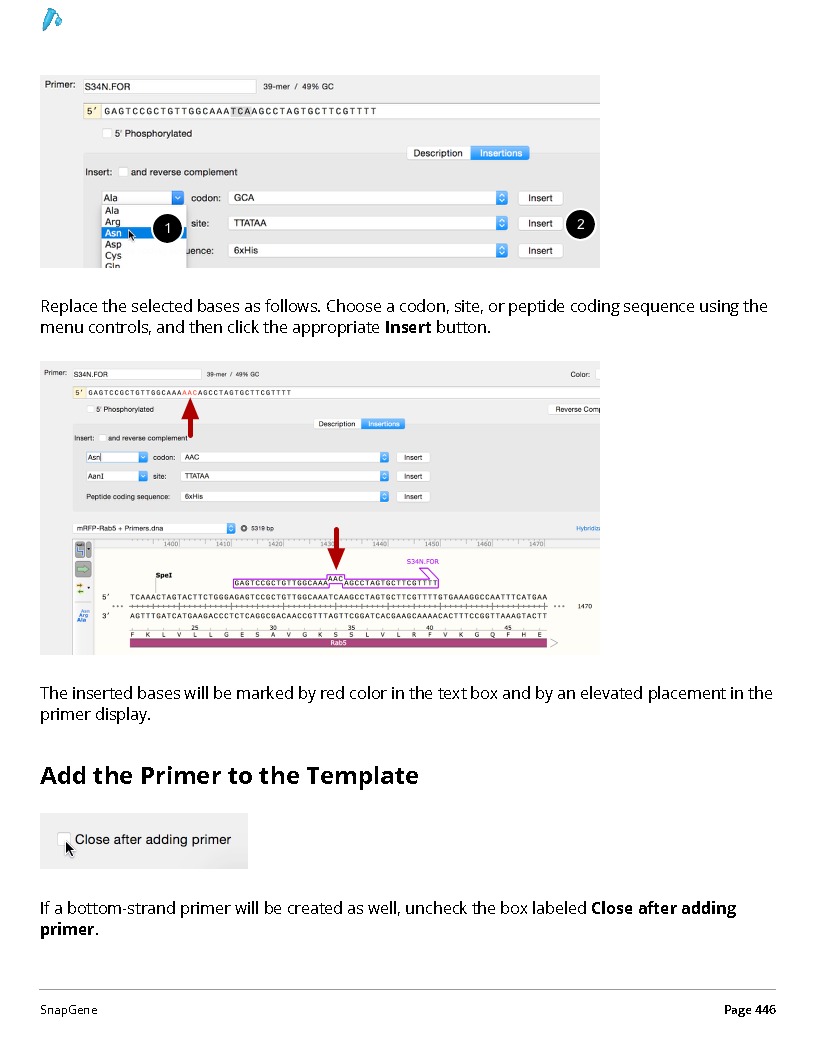 Primer: S34N.FOR 39-mer / 49% GC
5' GAGTCCGCTGTTGGCAAATCAAGCCTAGTGCTTCGTTTT
5' Phosphorylated
Description Insertions
Insert: and reverse complement
Ala codon: GCA Insert
Ala
Arg 1 site: TTATAA Insert 2
Asn
Asp uence: 6xHis Insert
Cys
Gln
Replace the selected bases as follows. Choose a codon, site, or peptide coding sequence using the
menu controls, and then click the appropriate Insert button.
Primer: S34N.FOR 39-mer / 49% GC Color:
5' GAGTCCGCTGTTGGCAAAAACAGCCTAGTGCTTCGTTTT
5' Phosphorylated Reverse Comp
Description Insertions
Insert: and reverse complement
Asn codon: AAC Insert
AanI site: TTATAA Insert
Peptide coding sequence: 6xHis Insert
mRFP-Rab5 + Primers.dna 5319 bp Hybridiz
1400 1410 1420 1430 1440 1450 1460 1470
S34N.FOR
SpeI AAC
GAGTCCGCTGTTGGCAAA AGCCTAGTGCTTCGTTTT
5' TCAAACTAGTACTTCTGGGAGAGTCCGCTGTTGGCAAATCAAGCCTAGTGCTTCGTTTTGTGAAAGGCCAATTTCATGAA
1470
3' AGTTTGATCATGAAGACCCTCTCAGGCGACAACCGTTTAGTTCGGATCACGAAGCAAAACACTTTCCGGTTAAAGTACTT
Asn
Arg
Ala
25 30 35 40 45
F K L V L L G E S A V G K S S L V L R F V K G Q F H E
Rab5
The inserted bases will be marked by red color in the text box and by an elevated placement in the
primer display.
Add the Primer to the Template
Close after adding primer
If a bottom-strand primer will be created as well, uncheck the box labeled Close after adding
primer.
SnapGene Page 446